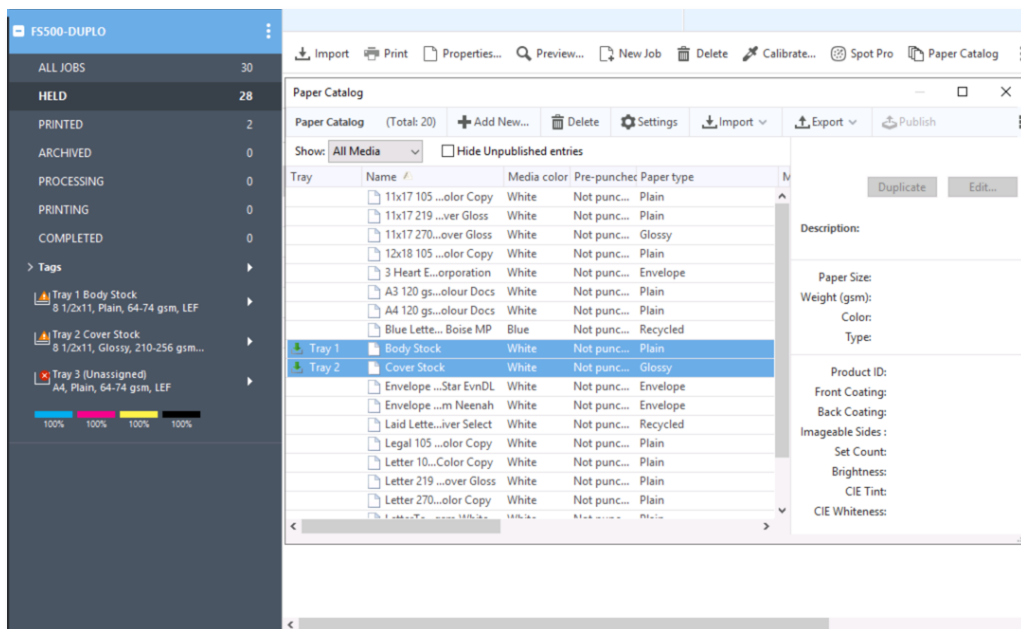 FS500-DUPLO
ALL JOBS 30
HELD 28
PRINTED 2
ARCHIVED 0
PROCESSING 0
PRINTING 0
COMPLETED 0
Tags
Tray 1 Body Stock
8 1/2x11, Plain, 64-74 gsm, LEF
Tray 2 Cover Stock
8 1/2x11, Glossy, 210-256 gsm...
Tray 3 (Unassigned)
A4, Plain, 64-74 gsm, LEF
100% 100% 100% 100%
Import Print Properties... Preview... New Job Delete Calibrate... Spot Pro Paper Catalog
Paper Catalog
Paper Catalog (Total: 20) Add New... Delete Settings Import Export Publish
Show: All Media Hide Unpublished entries
Tray Name Media color Pre-punched Paper type M
11x17 105 ...olor Copy White Not punc... Plain
11x17 219 ...ver Gloss White Not punc... Plain
11x17 270...over Gloss White Not punc... Glossy
12x18 105 ...olor Copy White Not punc... Plain
3 Heart E...orporation White Not punc... Envelope
A3 120 gs...olour Docs White Not punc... Plain
A4 120 gs...olour Docs White Not punc... Plain
Blue Lette... Boise MP Blue Not punc... Recycled
Tray 1 Body Stock White Not punc... Plain
Tray 2 Cover Stock White Not punc... Glossy
Envelope ...Star EvnDL White Not punc... Envelope
Envelope ...m Neenah White Not punc... Envelope
Laid Lette...iver Select White Not punc... Recycled
Legal 105 ...olor Copy White Not punc... Plain
Letter 10...Color Copy White Not punc... Plain
Letter 219 ...over Gloss White Not punc... Plain
Letter 270...olor Copy White Not punc... Plain
Duplicate Edit...
Description:
Paper Size:
Weight (gsm):
Color:
Type:
Product ID:
Front Coating:
Back Coating:
Imageable Sides :
Set Count:
Brightness:
CIE Tint:
CIE Whiteness: